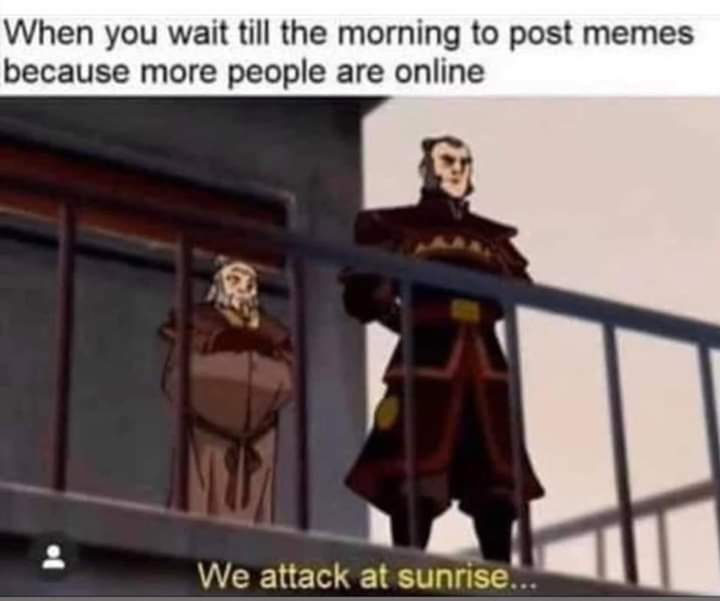 When you wait till the morning to post memes
because more people are online
We attack at sunrise...